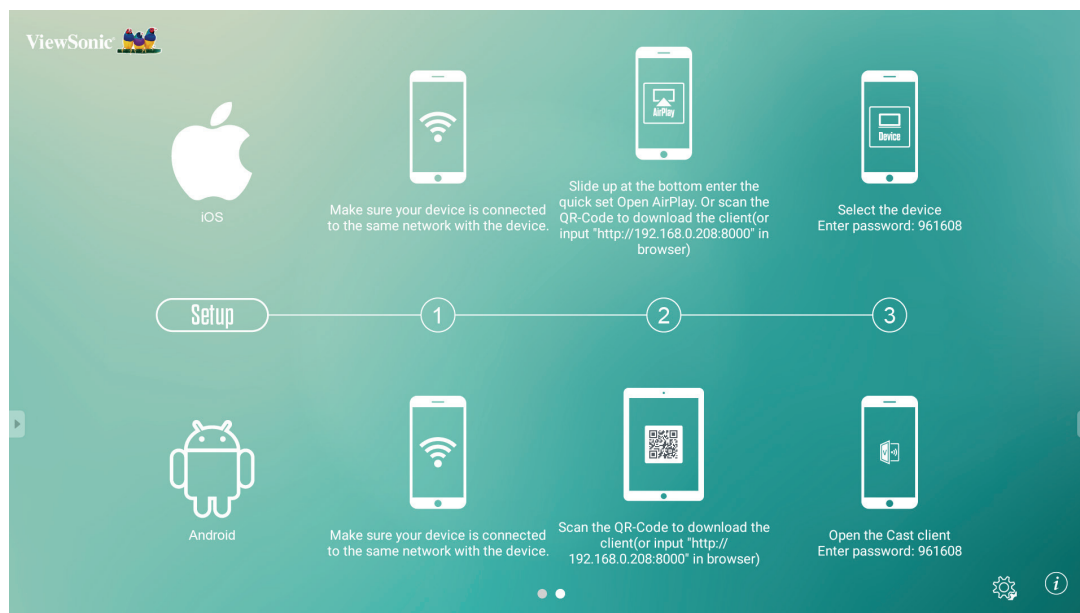 ViewSonic
AirPlay
Device
iOS
Make sure your device is connected
to the same network with the device.
Slide up at the bottom enter the
quick set Open AirPlay. Or scan the
QR-Code to download the client(or
input "http://192.168.0.208:8000" in
browser)
Select the device
Enter password: 961608
Setup
1
2
3
Android
Make sure your device is connected
to the same network with the device.
Scan the QR-Code to download the
client(or input "http://
192.168.0.208:8000" in browser)
Open the Cast client
Enter password: 961608
i